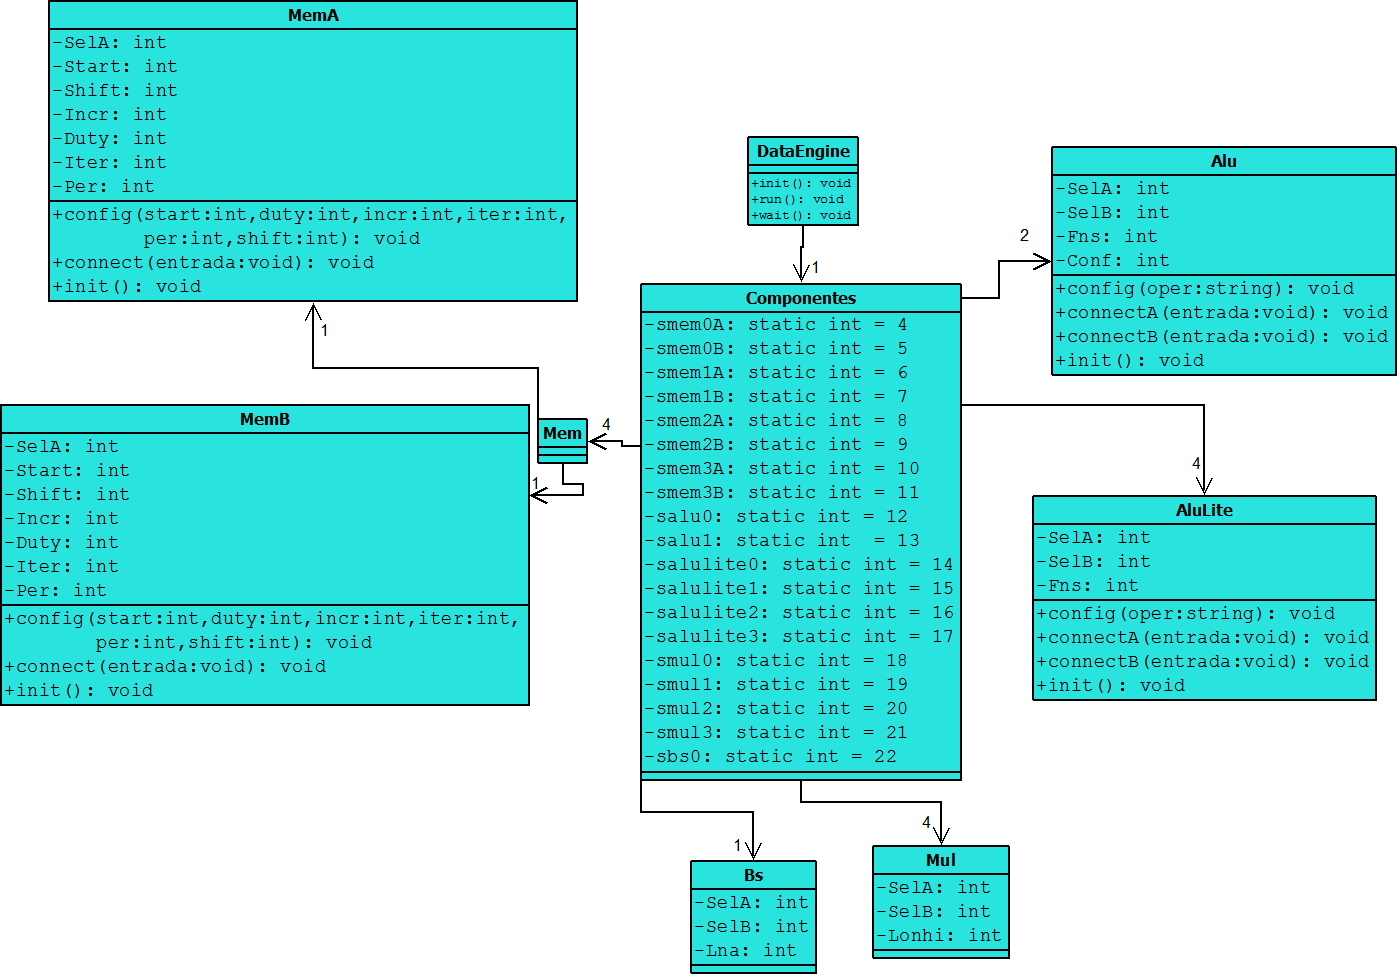 MemA
-SelA: int
-Start: int
-Shift: int
-Incr: int
-Duty: int
-Iter: int
-Per: int
+config(start:int,duty:int,incr:int,iter:int,
per:int,shift:int): void
+connect(entrada:void): void
+init(): void
1
DataEngine
+init(): void
+run(): void
+wait(): void
1
Alu
-SelA: int
-SelB: int
-Fns: int
-Conf: int
+config(oper:string): void
+connectA(entrada:void): void
+connectB(entrada:void): void
+init(): void
2
Componentes
-smem0A: static int = 4
-smem0B: static int = 5
-smem1A: static int = 6
-smem1B: static int = 7
-smem2A: static int = 8
-smem2B: static int = 9
-smem3A: static int = 10
-smem3B: static int = 11
-salu0: static int = 12
-salu1: static int  = 13
-salulite0: static int = 14
-salulite1: static int = 15
-salulite2: static int = 16
-salulite3: static int = 17
-smul0: static int = 18
-smul1: static int = 19
-smul2: static int = 20
-smul3: static int = 21
-sbs0: static int = 22
MemB
-SelA: int
-Start: int
-Shift: int
-Incr: int
-Duty: int
-Iter: int
-Per: int
+config(start:int,duty:int,incr:int,iter:int,
per:int,shift:int): void
+connect(entrada:void): void
+init(): void
Mem
4
1
4
AluLite
-SelA: int
-SelB: int
-Fns: int
+config(oper:string): void
+connectA(entrada:void): void
+connectB(entrada:void): void
+init(): void
1
Bs
-SelA: int
-SelB: int
-Lna: int
4
Mul
-SelA: int
-SelB: int
-Lonhi: int